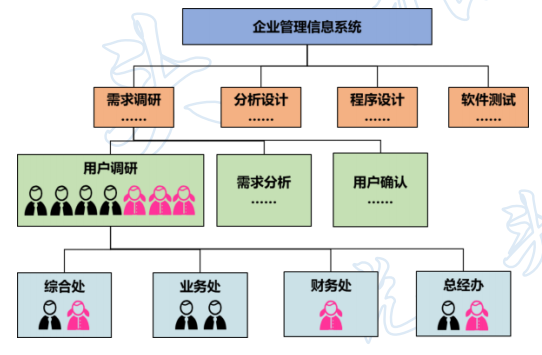 企业管理信息系统
需求调研
……
分析设计
……
程序设计
……
软件测试
……
用户调研
需求分析
……
用户确认
……
综合处
业务处
财务处
总经办